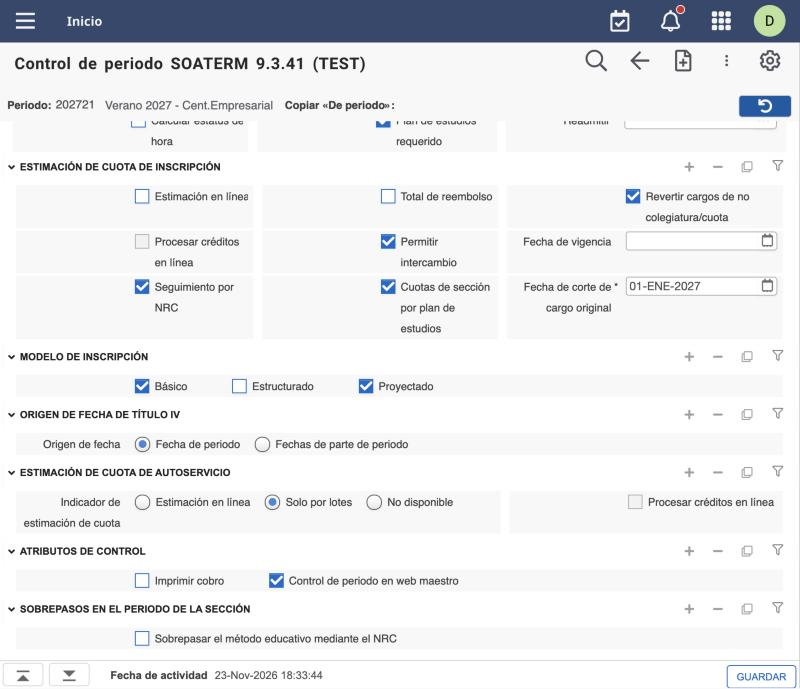 Inicio
D
Control de periodo SOATERM 9.3.41 (TEST)
Periodo: 202721 Verano 2027 - Cent.Empresarial Copiar «De periodo»:
Calcular estatus de hora
Plan de estudios requerido
Readmitir
ESTIMACIÓN DE CUOTA DE INSCRIPCIÓN
Estimación en línea
Total de reembolso
Revertir cargos de no
colegiatura/cuota
Procesar créditos
en línea
Permitir
intercambio
Fecha de vigencia
Seguimiento por
NRC
Cuotas de sección
por plan de
estudios
Fecha de corte de *
cargo original
01-ENE-2027
MODELO DE INSCRIPCIÓN
Básico Estructurado Proyectado
ORIGEN DE FECHA DE TÍTULO IV
Origen de fecha Fecha de periodo Fechas de parte de periodo
ESTIMACIÓN DE CUOTA DE AUTOSERVICIO
Indicador de
estimación de cuota
Estimación en línea Solo por lotes No disponible
Procesar créditos en línea
ATRIBUTOS DE CONTROL
Imprimir cobro Control de periodo en web maestro
SOBREPASOS EN EL PERIODO DE LA SECCIÓN
Sobrepasar el método educativo mediante el NRC
Fecha de actividad 23-Nov-2026 18:33:44
GUARDAR